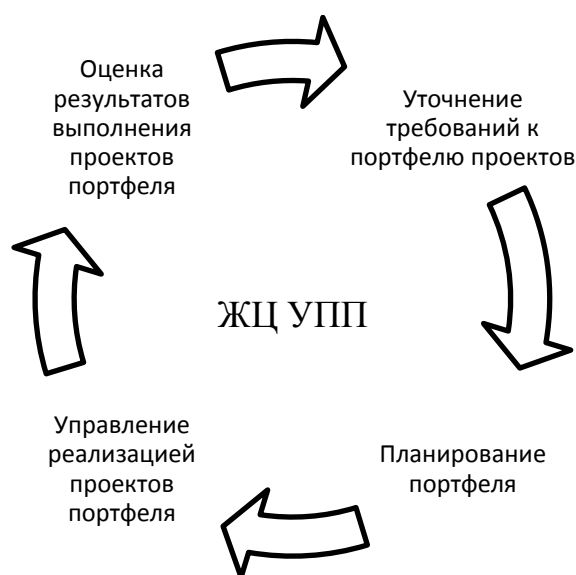 Оценка
результатов
выполнения
проектов
портфеля
Уточнение
требований к
портфелю проектов
ЖЦ УПП
Управление
реализацией
проектов
портфеля
Планирование
портфеля